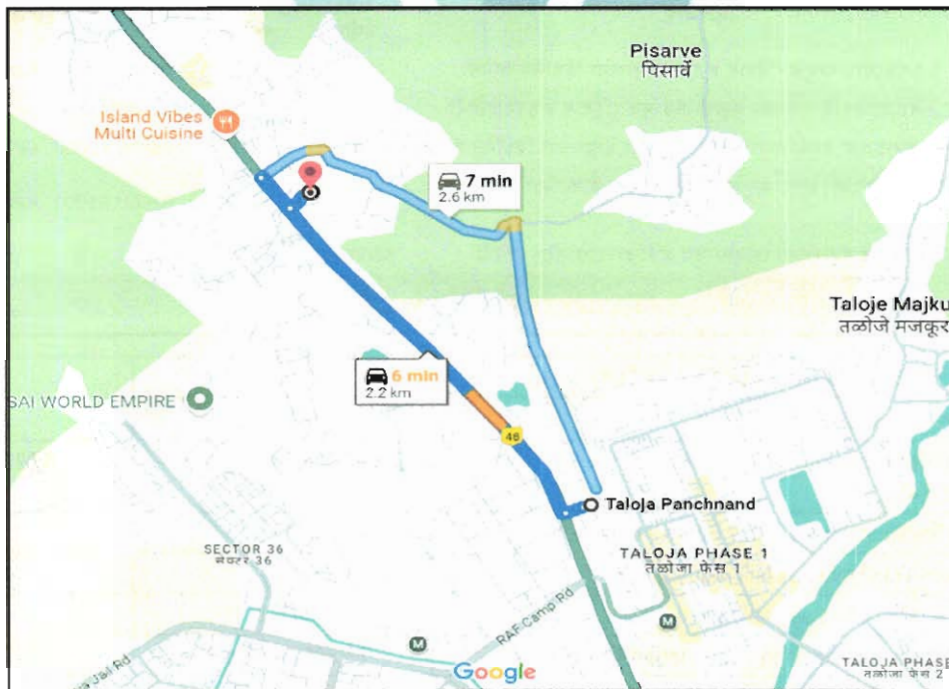 Pisarve
पिसार्वे
Island Vibes
Multi Cuisine
7 min
2.6 km
Taloje Majku
तळोजे मजकूर
6 min
2.2 km
SAI WORLD EMPIRE
48
Taloja Panchnand
SECTOR 36
सेक्टर 36
TALOJA PHASE 1
तळोजा फेस 1
RAF Camp Rd
M
M
Jail Rd
Google
TALOJA PHASE
तळोजा फेस 2